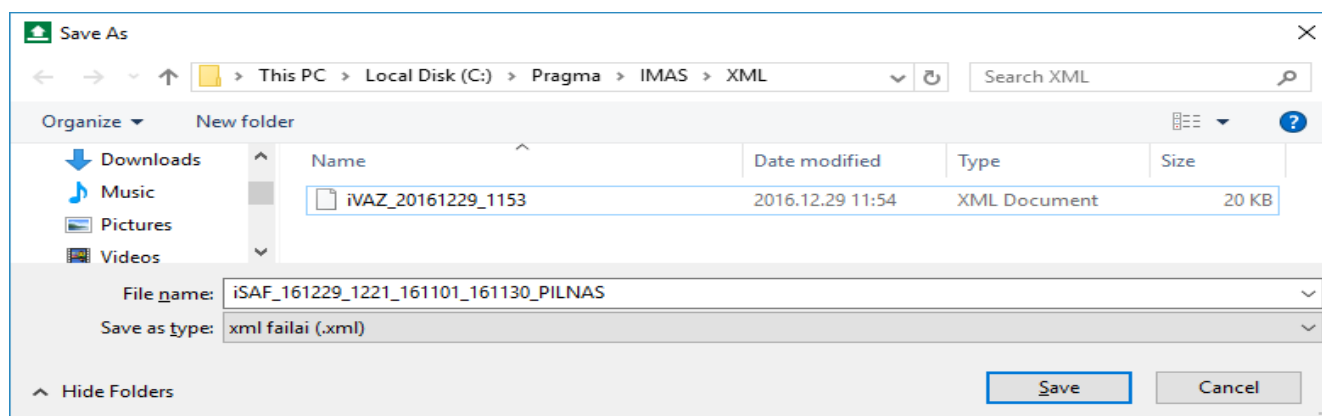 Save As
This PC > Local Disk (C:) > Pragma > IMAS > XML
Search XML
Organize
New folder
Downloads
Music
Pictures
Videos
Name Date modified Type Size
iVAZ_20161229_1153 2016.12.29 11:54 XML Document 20 KB
File name: iSAF_161229_1221_161101_161130_PILNAS
Save as type: xml failai (.xml)
Hide Folders
Save
Cancel